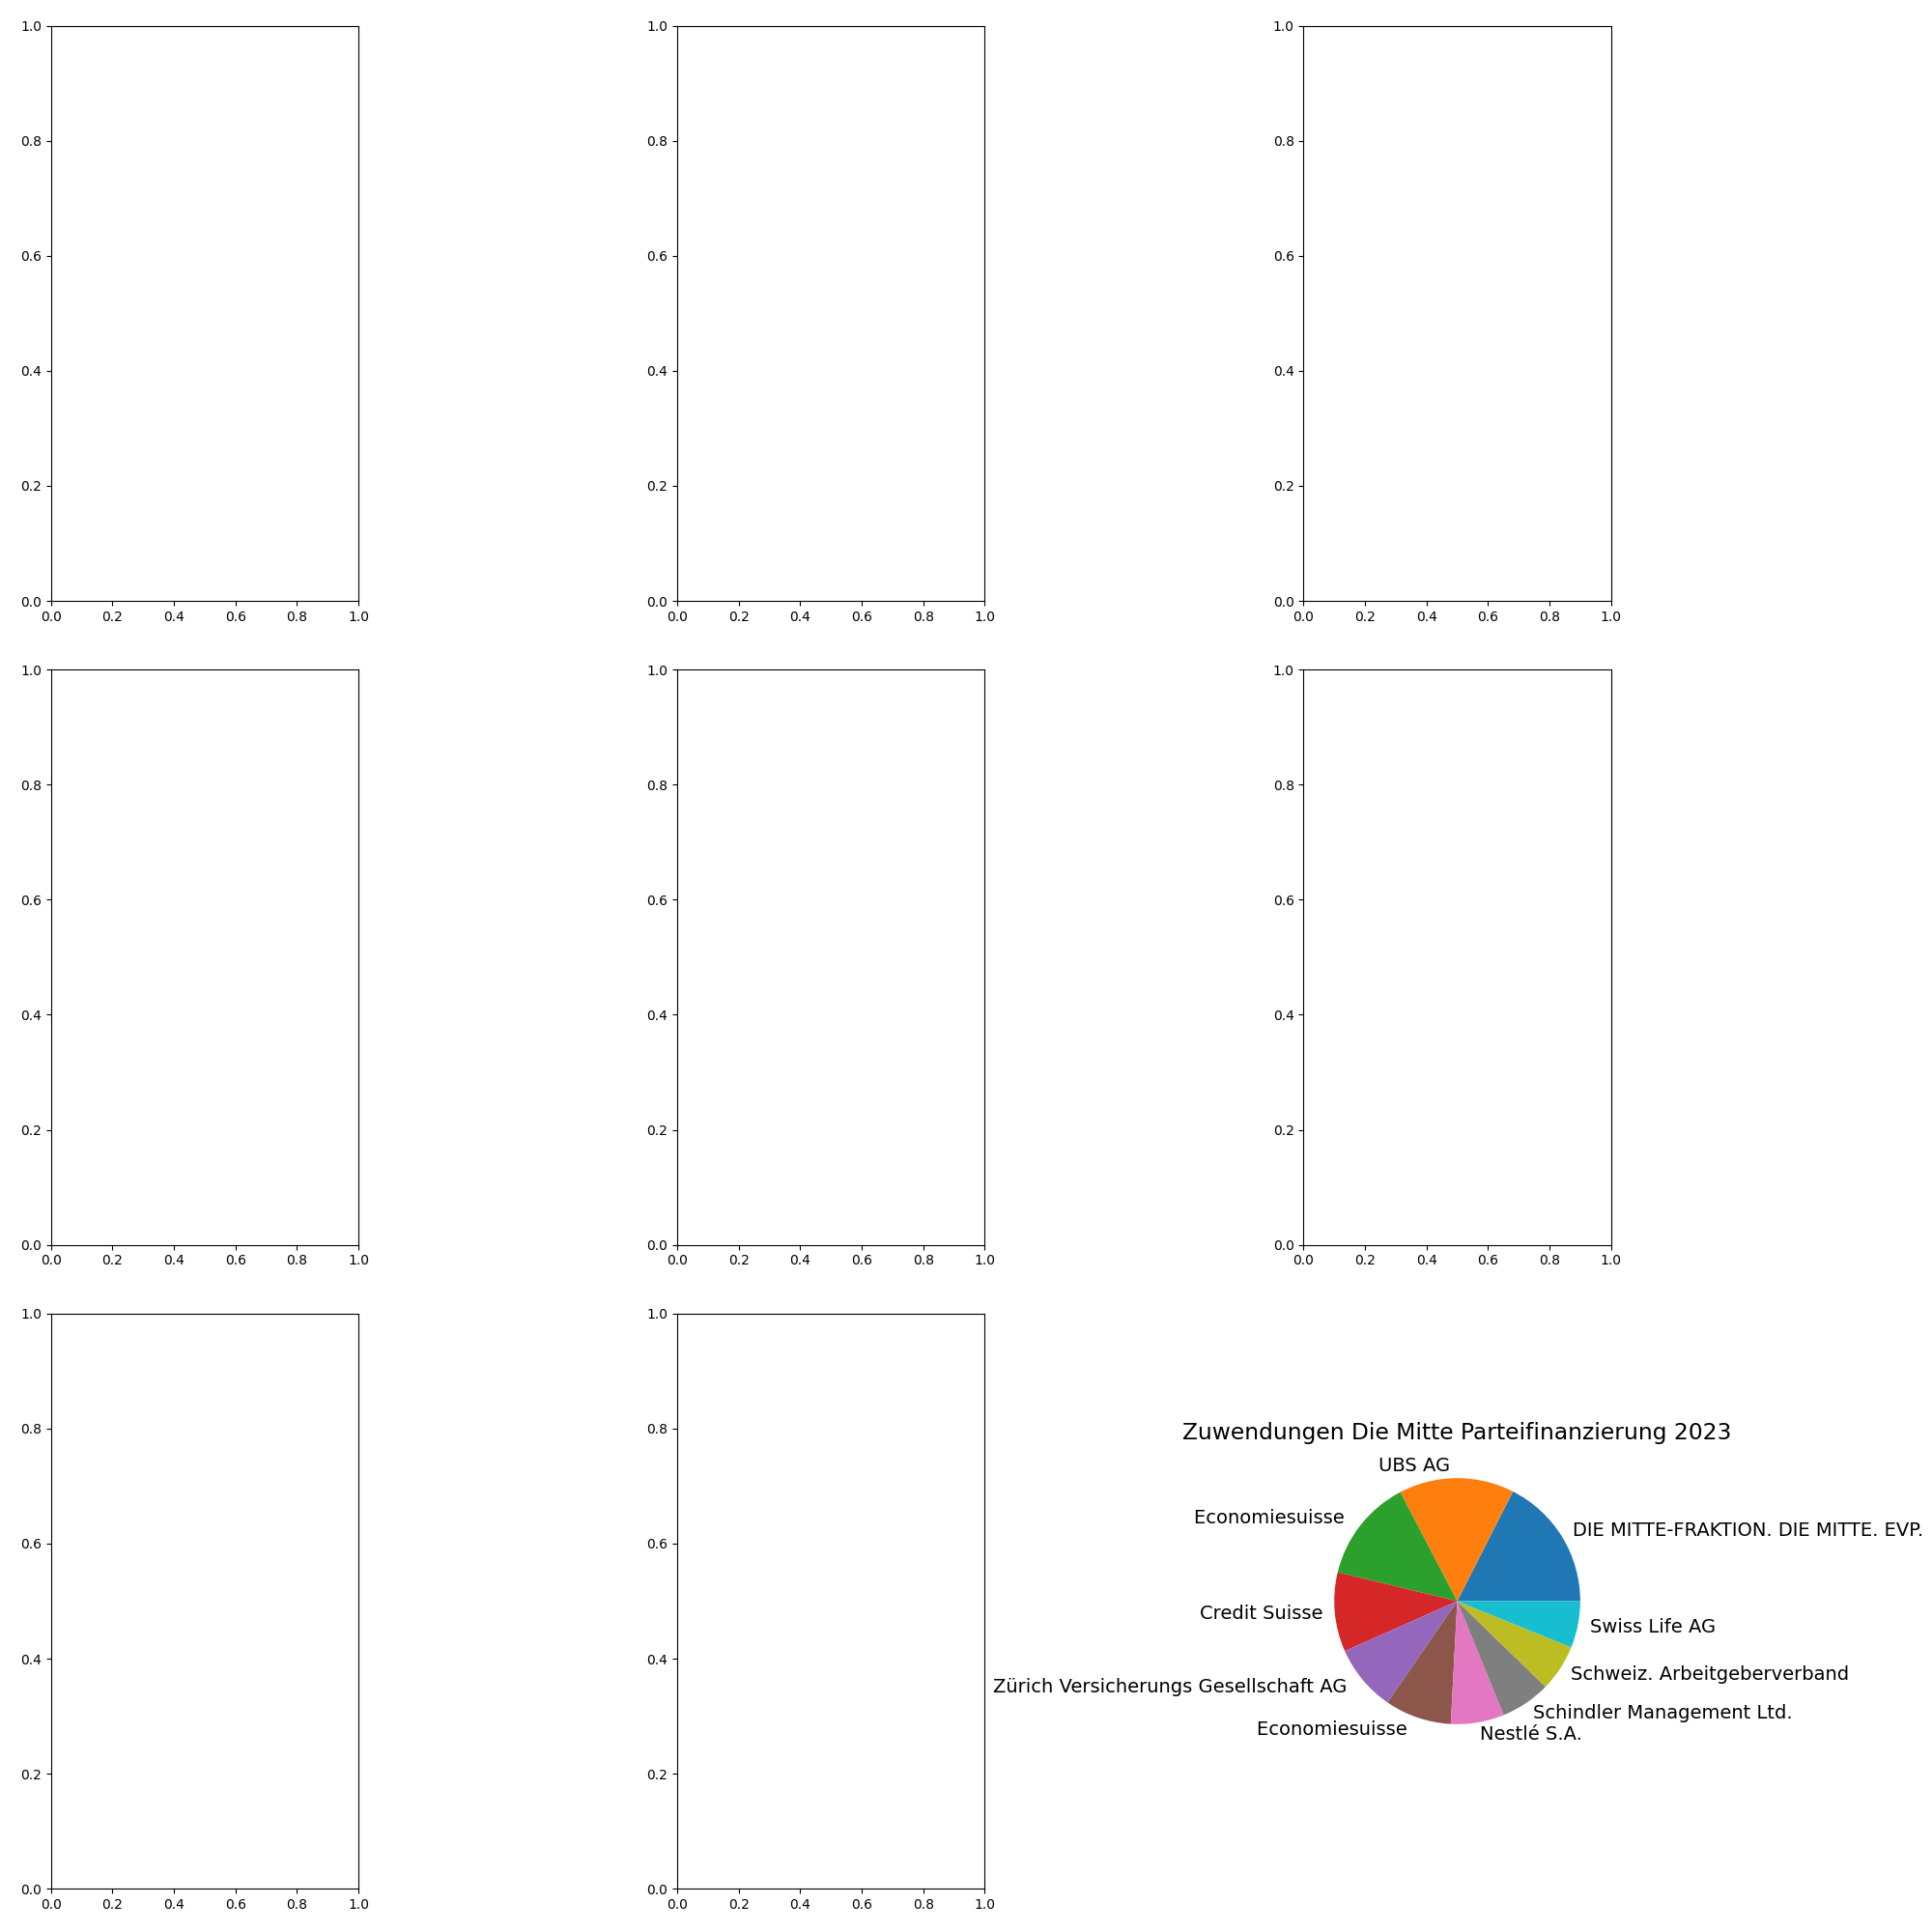 1.0 1.0 1.0
0.8 0.8 0.8
0.6 0.6 0.6
0.4 0.4 0.4
0.2 0.2 0.2
0.0 0.0 0.0
0.0 0.2 0.4 0.6 0.8 1.0 0.0 0.2 0.4 0.6 0.8 1.0 0.0 0.2 0.4 0.6 0.8 1.0
1.0 1.0 1.0
0.8 0.8 0.8
0.6 0.6 0.6
0.4 0.4 0.4
0.2 0.2 0.2
0.0 0.0 0.0
0.0 0.2 0.4 0.6 0.8 1.0 0.0 0.2 0.4 0.6 0.8 1.0 0.0 0.2 0.4 0.6 0.8 1.0
1.0 1.0
0.8 0.8
0.6 0.6
0.4 0.4
0.2 0.2
0.0 0.0
0.0 0.2 0.4 0.6 0.8 1.0 0.0 0.2 0.4 0.6 0.8 1.0
Zuwendungen Die Mitte Parteifinanzierung 2023
UBS AG
Economiesuisse
DIE MITTE-FRAKTION. DIE MITTE. EVP.
Credit Suisse
Swiss Life AG
Schweiz. Arbeitgeberverband
Zürich Versicherungs Gesellschaft AG
Schindler Management Ltd.
Economiesuisse
Nestlé S.A.